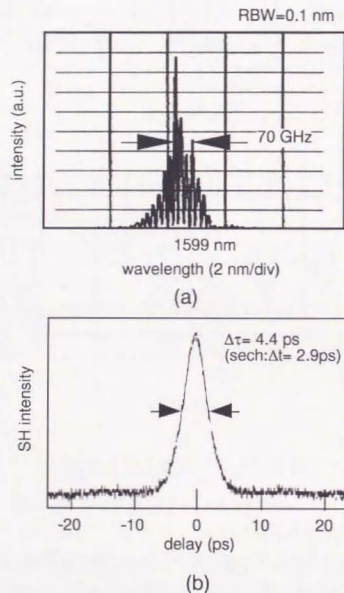 RBW=0.1 nm
intensity (a.u.)
70 GHz
1599 nm
wavelength (2 nm/div)
(a)
Δτ= 4.4 ps
(sech:Δt= 2.9ps)
SH intensity
-20 -10 0 10 20
delay (ps)
(b)